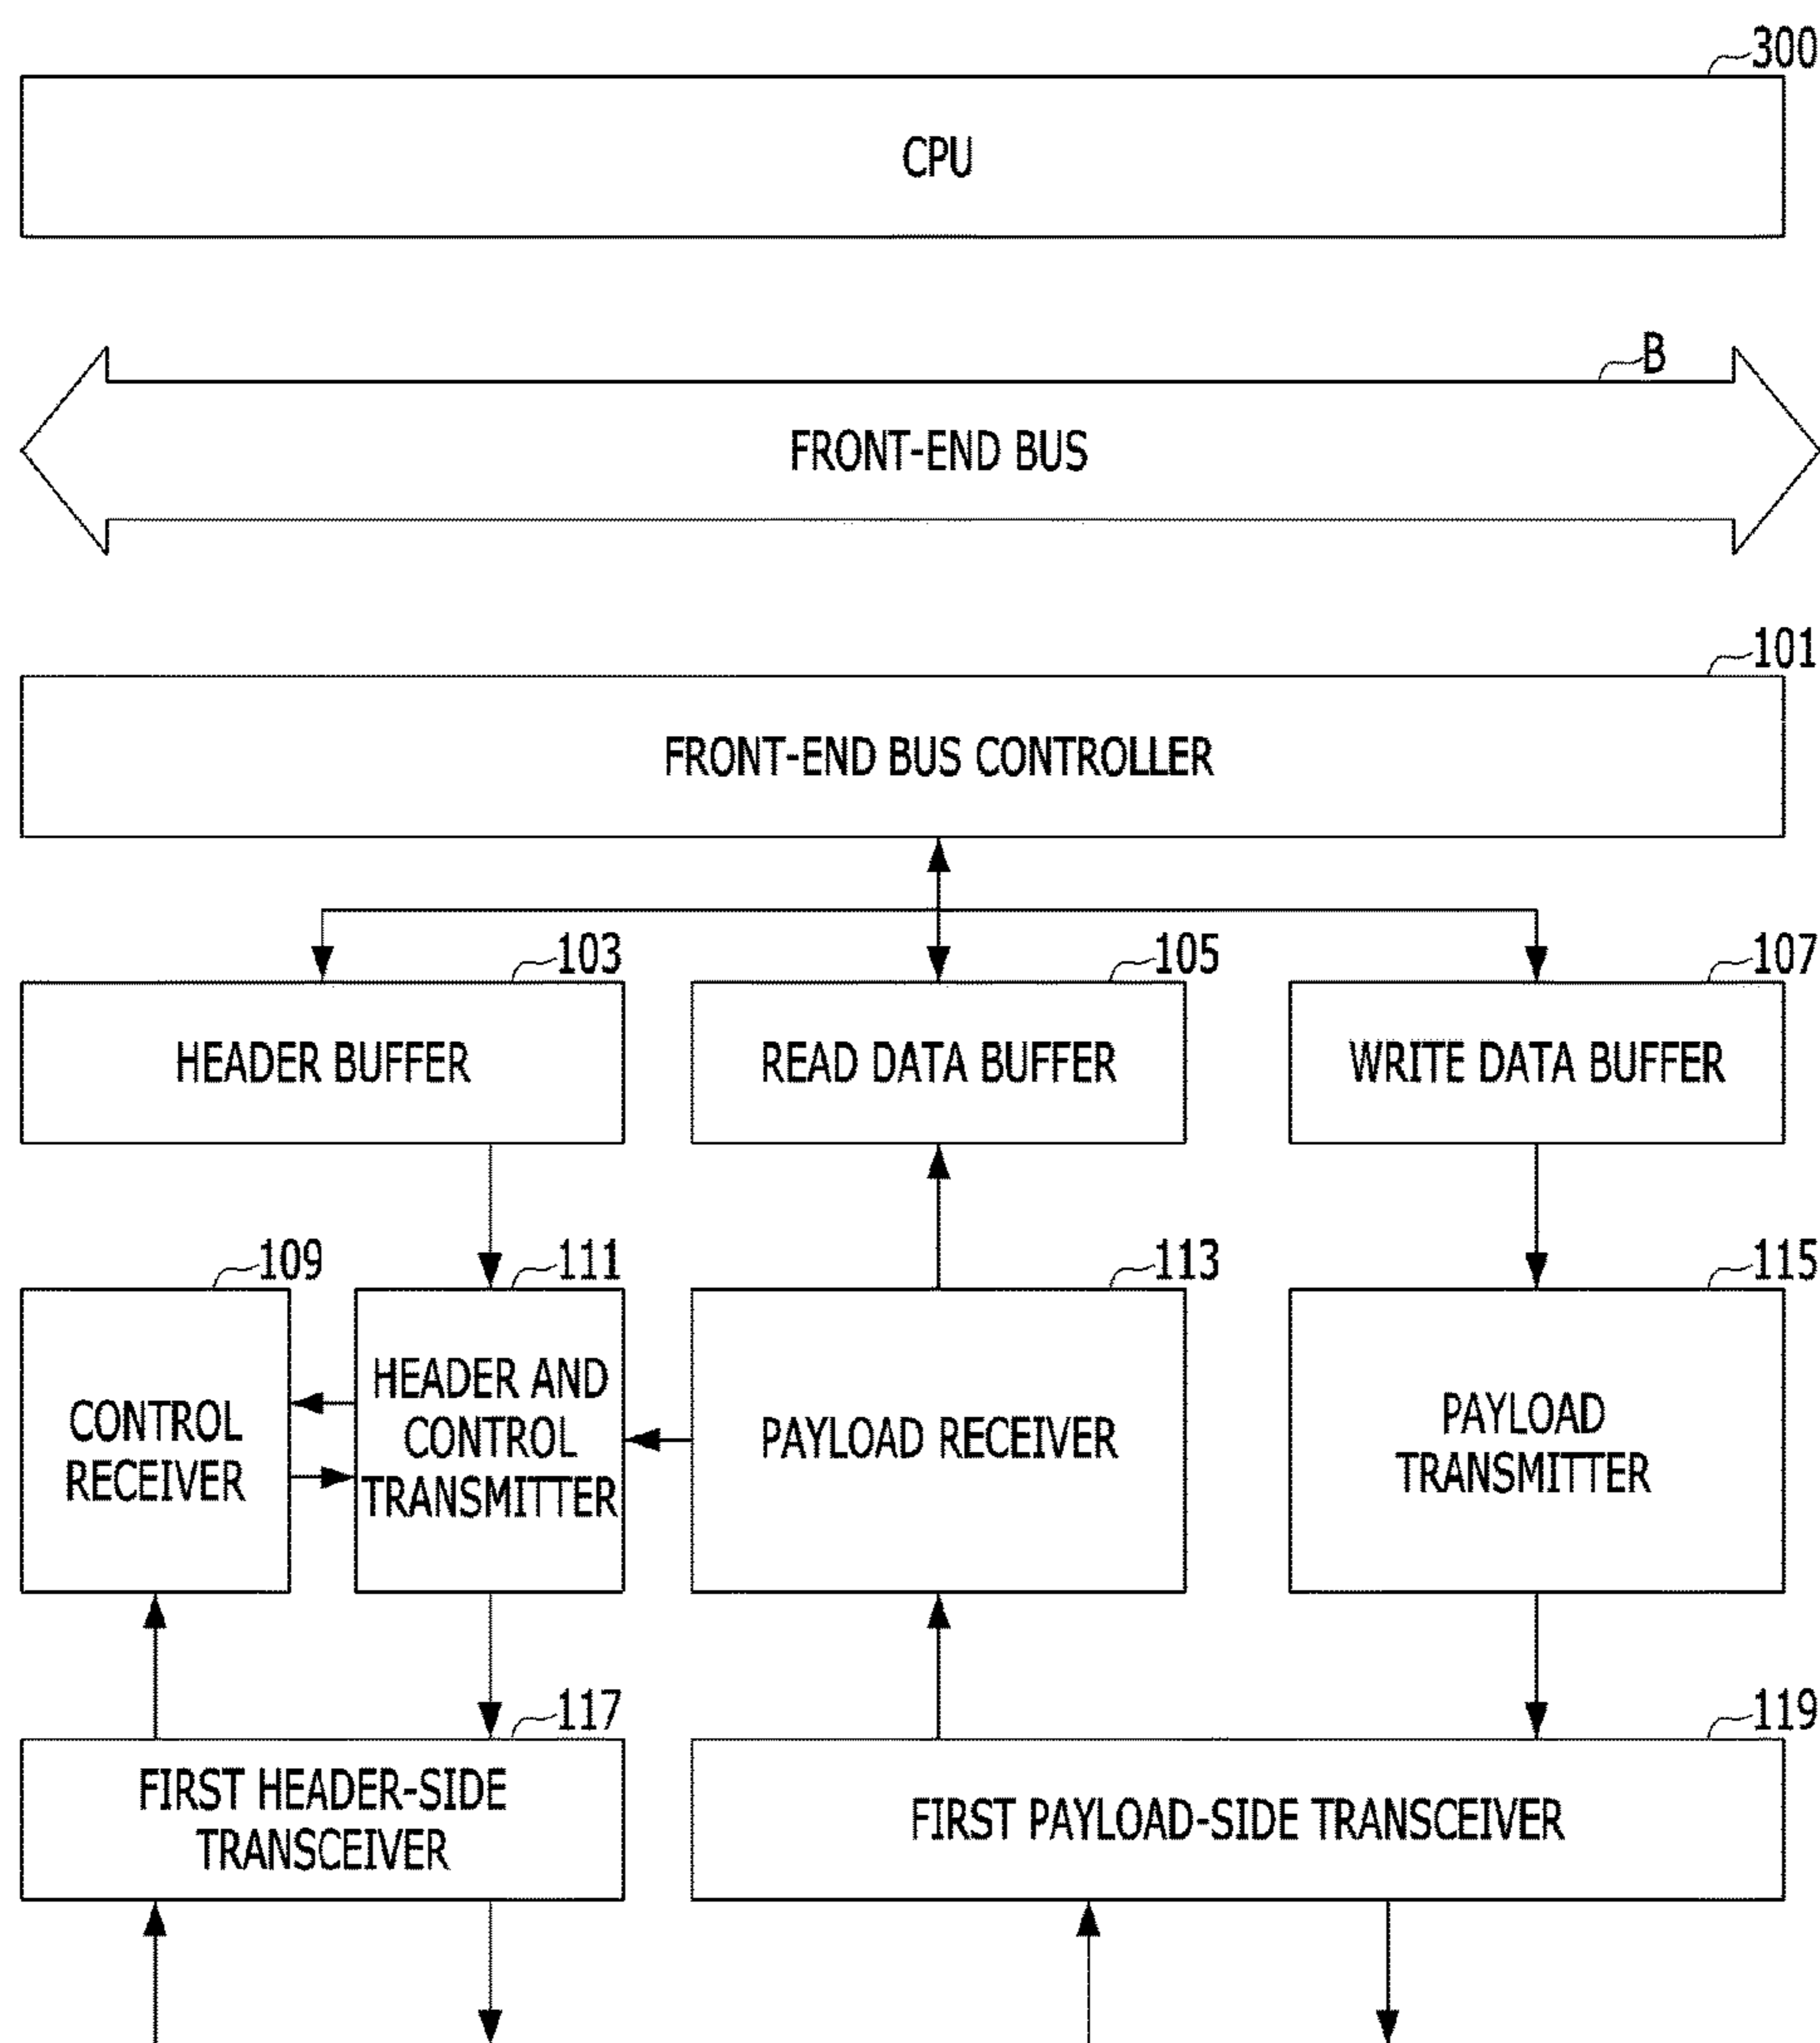 300
CPU
B
FRONT-END BUS
101
FRONT-END BUS CONTROLLER
103
105
107
HEADER BUFFER
READ DATA BUFFER
WRITE DATA BUFFER
109
111
113
115
CONTROL
RECEIVER
HEADER AND
CONTROL
TRANSMITTER
PAYLOAD RECEIVER
PAYLOAD
TRANSMITTER
117
119
FIRST HEADER-SIDE
TRANSCEIVER
FIRST PAYLOAD-SIDE TRANSCEIVER